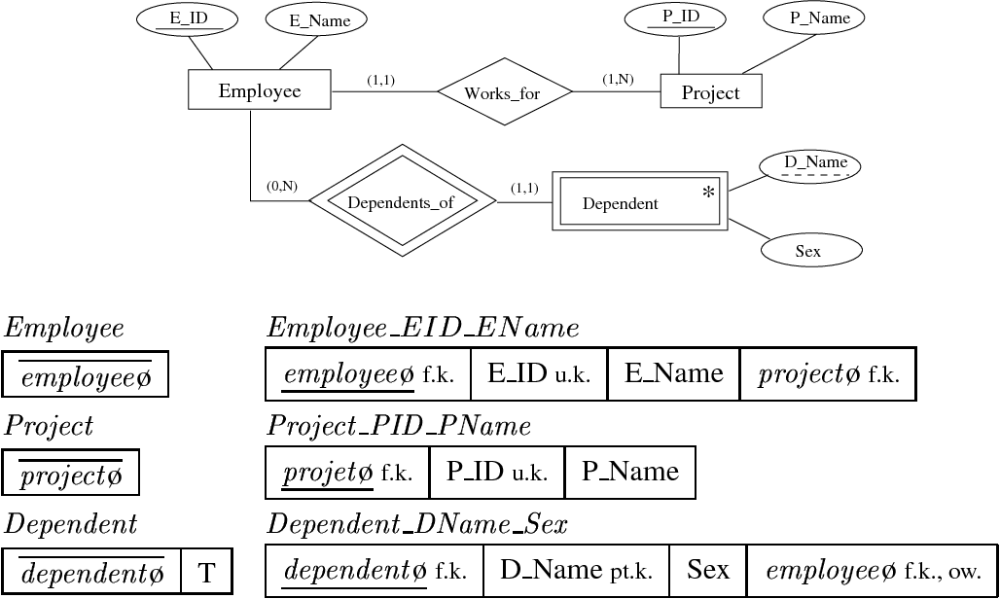 E_ID E_Name P_ID P_Name
(1,1) (1,N)
Employee Works_for Project
D_Name
(0,N) (1,1)
Dependents_of Dependent *
Sex
Employee Employee_EID_EName
employeeø employeeø f.k. E_ID u.k. E_Name projectø f.k.
Project Project_PID_PName
projectø projetø f.k. P_ID u.k. P_Name
Dependent Dependent_DName_Sex
dependentø T dependentø f.k. D_Name pt.k. Sex employeeø f.k., ow.